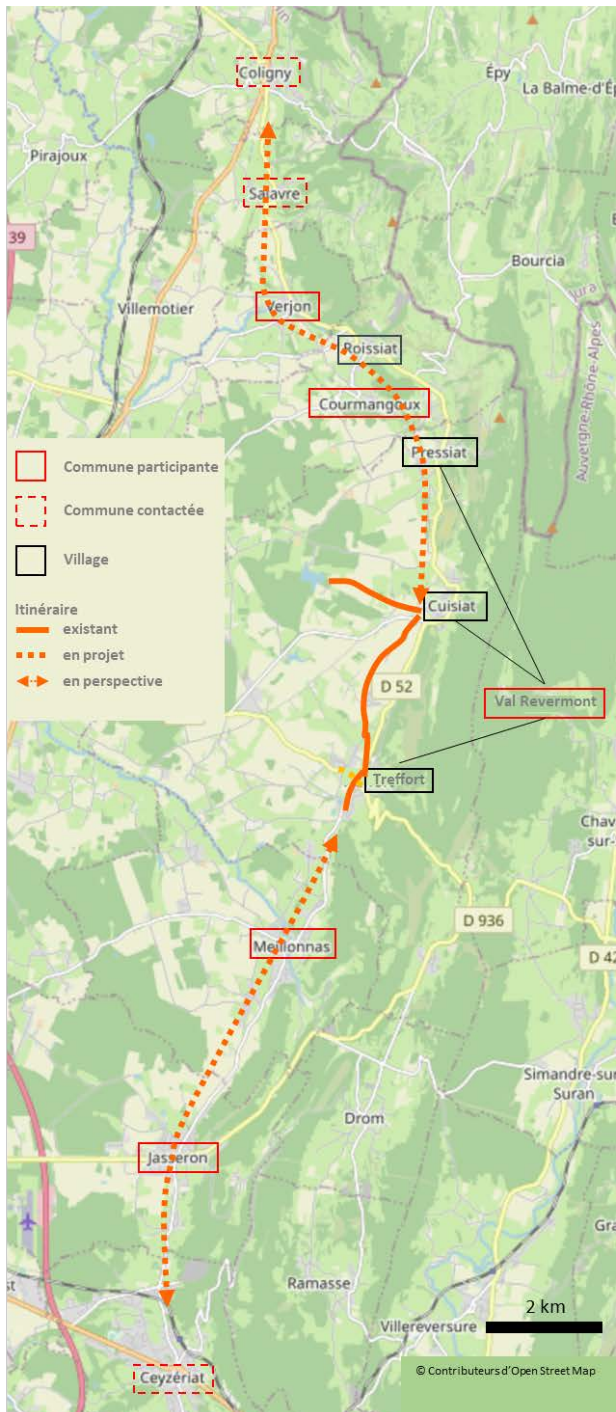 Coligny
Épy
La Balme-d'Ép
Pirajoux
Salavre
39
Bourcia
Jura
Villemotier
Verjon
Roissiat
Auvergne-Rhône-Alpes
Courmangoux
Pressiat
Commune participante
Commune contactée
Village
Itinéraire
existant
en projet
en perspective
Cuisiat
D 52
Val Revermont
Treffort
Chav
sur-
D 936
Meillonnas
D 42
Simandre-sur-
Suran
Drom
Jasseron
Gra
st
Ramasse
2 km
Villereversure
Ceyzériat
© Contributeurs d'Open Street Map